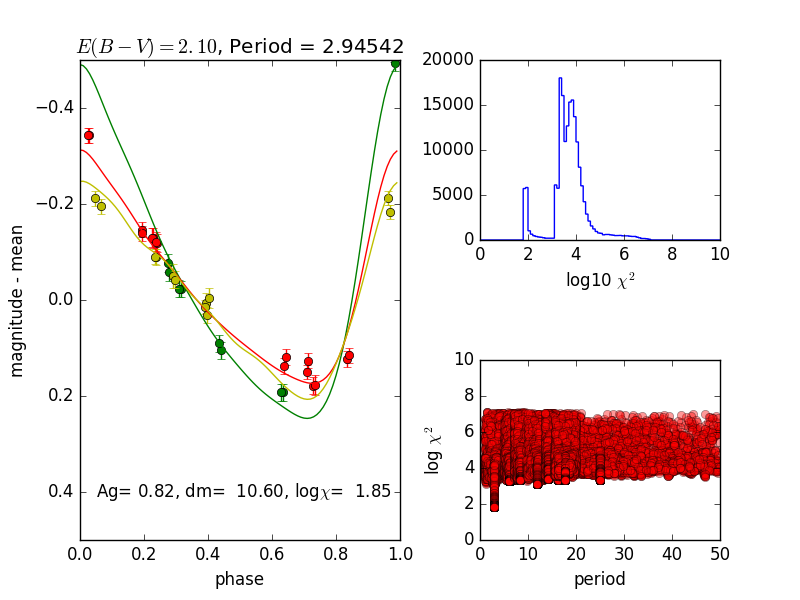 E(B − V) = 2.10, Period = 2.94542
magnitude - mean
−0.4
−0.2
0.0
0.2
0.4
Ag= 0.82, dm= 10.60, logχ= 1.85
0.0 0.2 0.4 0.6 0.8 1.0
phase
20000
15000
10000
5000
0
0 2 4 6 8 10
log10 χ²
log χ²
10
8
6
4
2
0
0 10 20 30 40 50
period